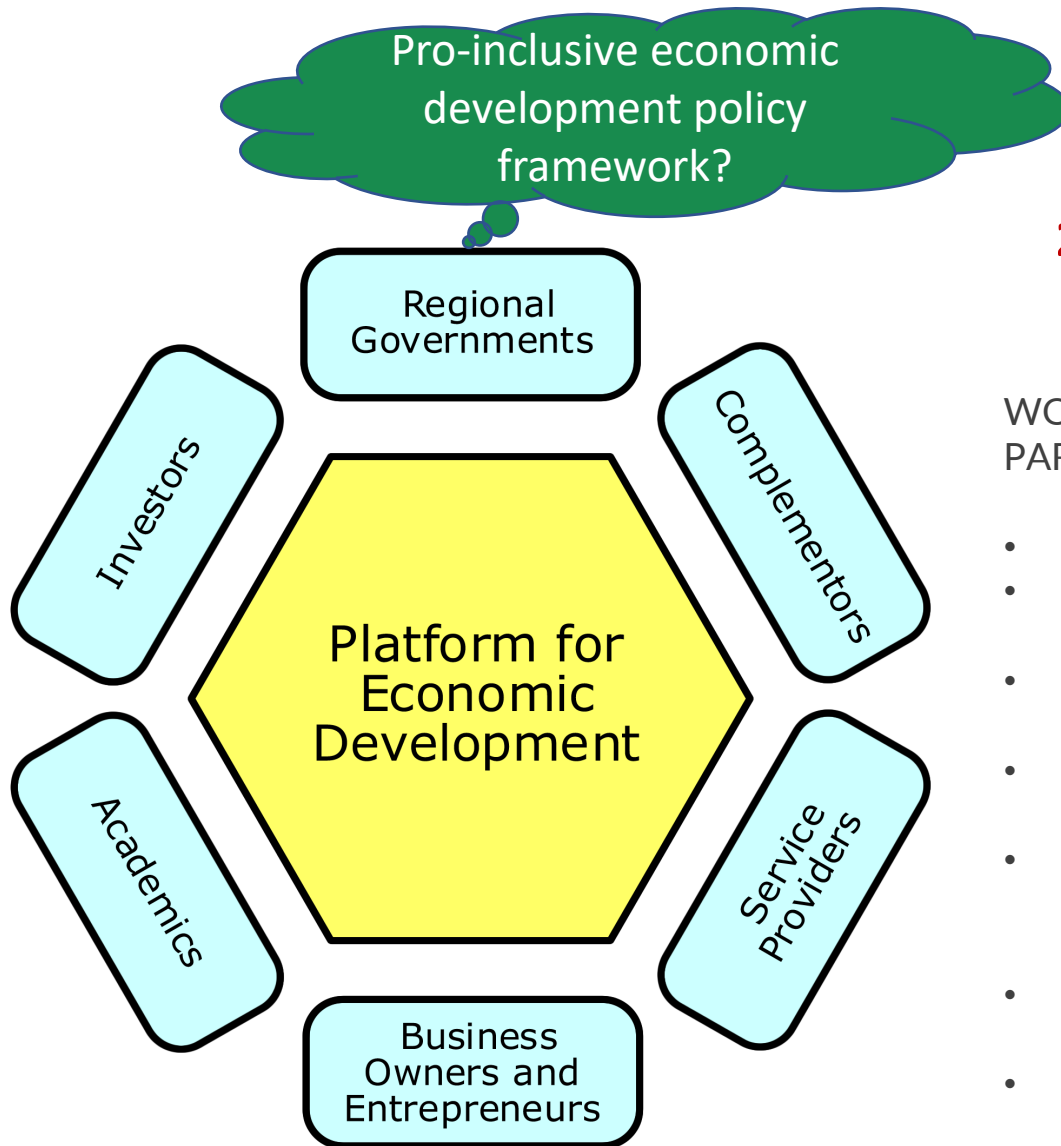 Pro-inclusive economic
development policy
framework?
Regional
Governments
Investors
Complementors
Platform for
Economic
Development
Academics
Service
Providers
Business
Owners and
Entrepreneurs
•
•
•
•
•
•
•